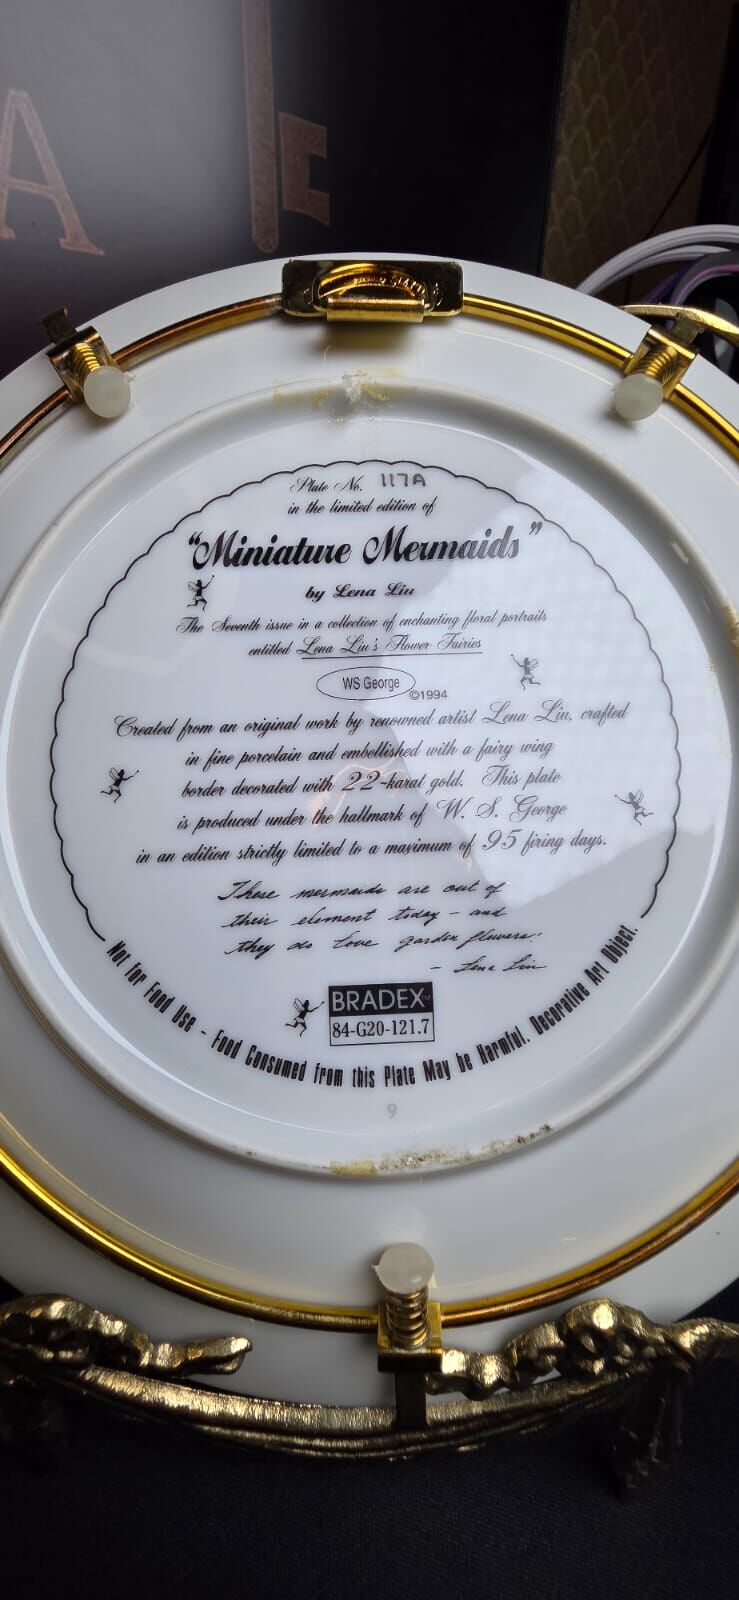 A
Plate No. 117A
in the limited edition of
"Miniature Mermaids"
by Lena Liu
The Seventh issue in a collection of enchanting floral portraits
entitled Lena Liu's Flower Fairies
WS George
©1994
Created from an original work by renowned artist Lena Liu, crafted
in fine porcelain and embellished with a fairy wing
border decorated with 22-karat gold. This plate
is produced under the hallmark of W. S. George
in an edition strictly limited to a maximum of 95 firing days.
These mermaids are out of
their element today - and
they do love garden flowers.
- Lena Liu
BRADEX
84-G20-121.7
Not for Food Use - Food Consumed from this Plate May be Harmful. Decorative Art Object.
9